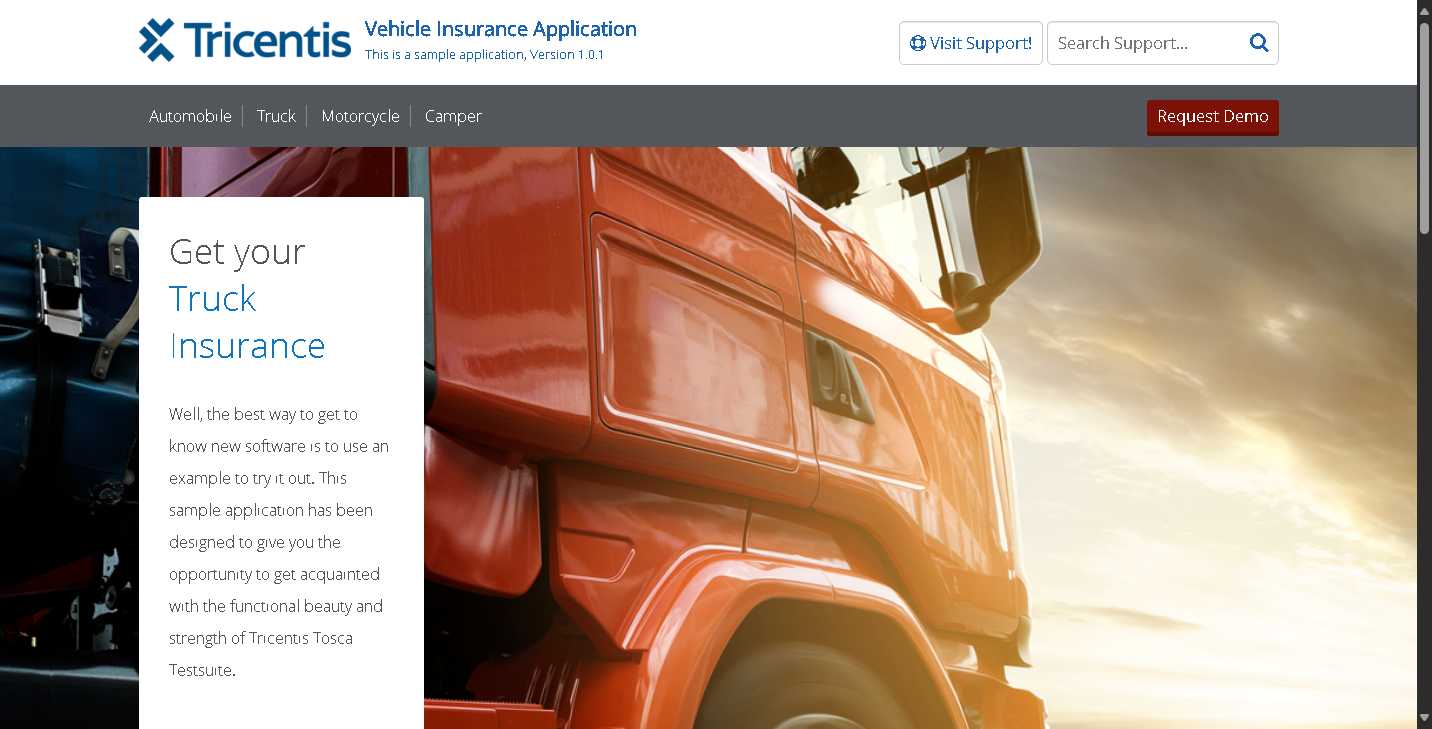 Tricentis
Vehicle Insurance Application
This is a sample application, Version 1.0.1
Visit Support!
Search Support...
Automobile
Truck
Motorcycle
Camper
Request Demo
Get your
Truck
Insurance
Well, the best way to get to
know new software is to use an
example to try it out. This
sample application has been
designed to give you the
opportunity to get acquainted
with the functional beauty and
strength of Tricentis Tosca
Testsuite.